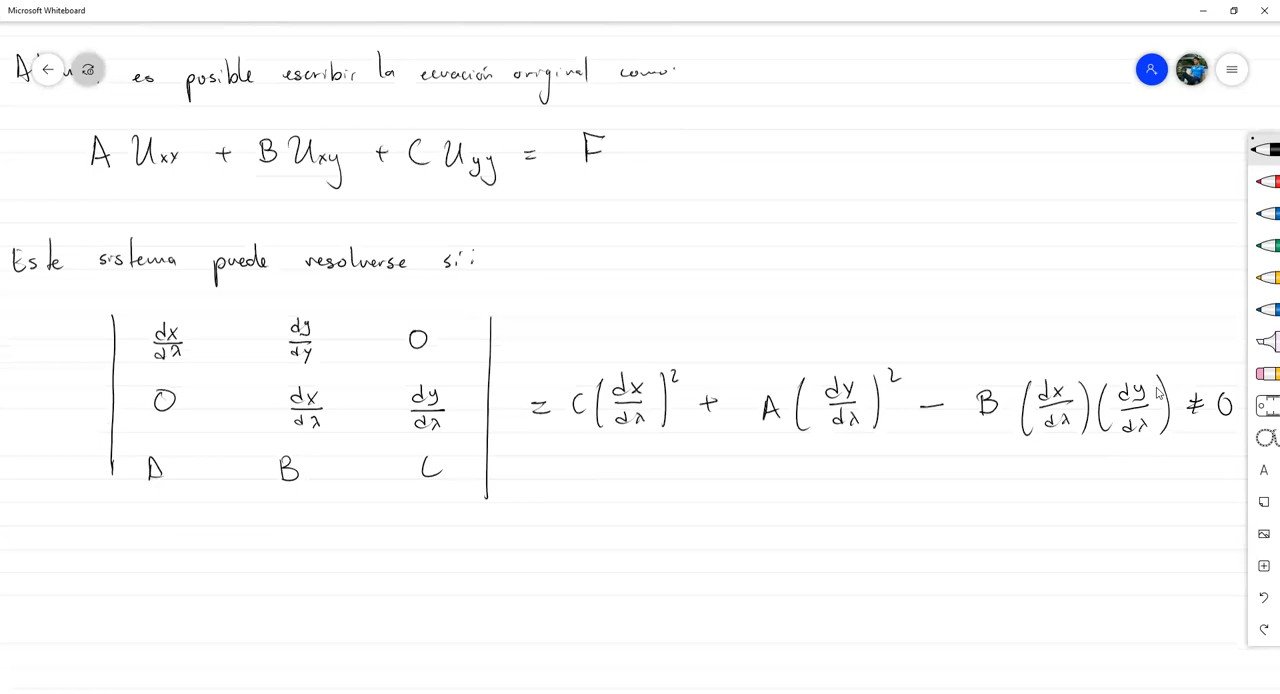 Microsoft Whiteboard
es posible escribir la ecuación original como:
A Uxx + B Uxy + C Uyy = F
Este sistema puede resolverse sii
| dx/dλ dy/dy 0 |
| 0 dx/dλ dy/dλ | = C (dx/dλ)² + A (dy/dλ)² − B (dx/dλ)(dy/dλ) ≠ 0
| A B C |
A